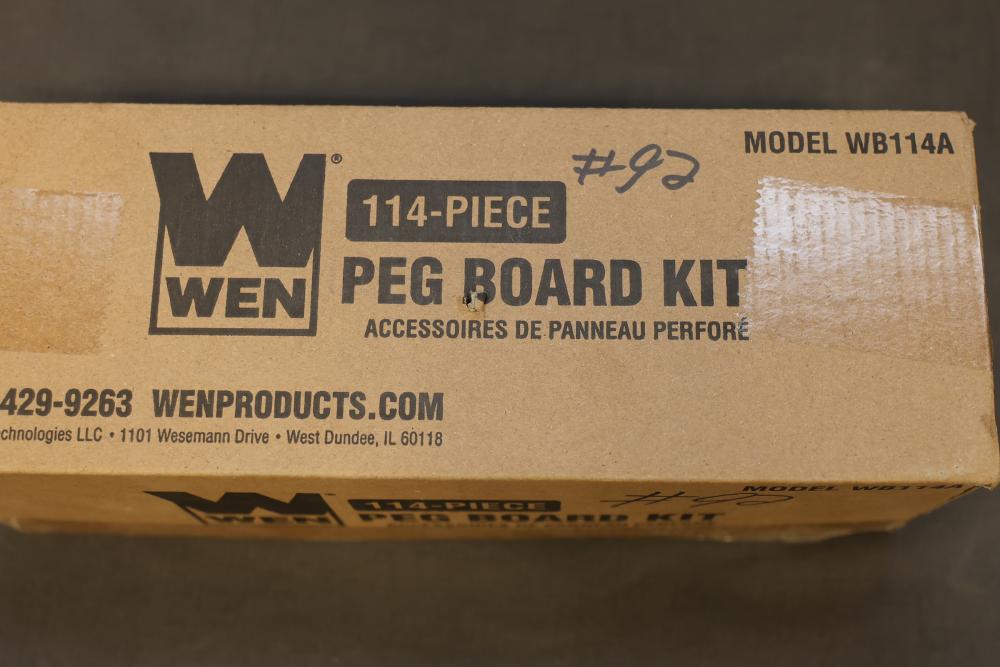 MODEL WB114A
#92
WEN®
114-PIECE
PEG BOARD KIT
ACCESSOIRES DE PANNEAU PERFORÉ
429-9263 WENPRODUCTS.COM
chnologies LLC • 1101 Wesemann Drive • West Dundee, IL 60118
MODEL WB114A
#92
WEN
114-PIECE
PEG BOARD KIT